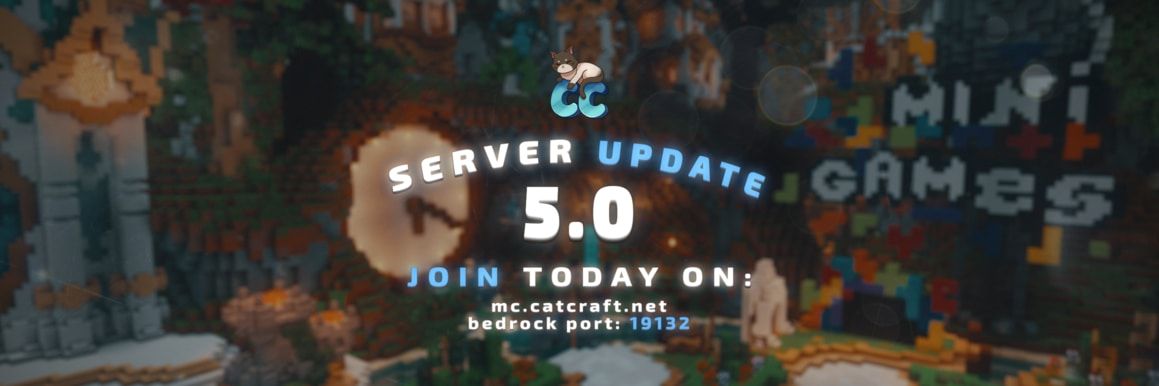 CC
SERVER UPDATE
5.0
JOIN TODAY ON:
mc.catcraft.net
bedrock port: 19132
MINI
GAMES